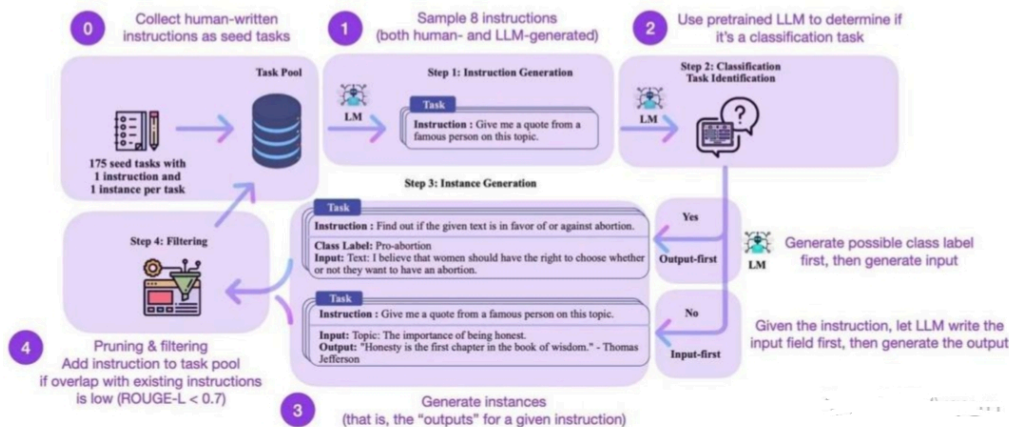 0
Collect human-written
instructions as seed tasks
1
Sample 8 instructions
(both human- and LLM-generated)
2
Use pretrained LLM to determine if
it's a classification task
Task Pool
175 seed tasks with
1 instruction and
1 instance per task
Step 1: Instruction Generation
LM
Task
Instruction : Give me a quote from a
famous person on this topic.
LM
Step 2: Classification
Task Identification
Step 3: Instance Generation
Task
Instruction : Find out if the given text is in favor of or against abortion.
Class Label: Pro-abortion
Input: Text: I believe that women should have the right to choose whether
or not they want to have an abortion.
Yes
Output-first
LM
Generate possible class label
first, then generate input
Task
Instruction : Give me a quote from a famous person on this topic.
Input: Topic: The importance of being honest.
Output: "Honesty is the first chapter in the book of wisdom." - Thomas
Jefferson
No
Input-first
Given the instruction, let LLM write the
input field first, then generate the output
Step 4: Filtering
4
Pruning & filtering
Add instruction to task pool
if overlap with existing instructions
is low (ROUGE-L < 0.7)
3
Generate instances
(that is, the "outputs" for a given instruction)